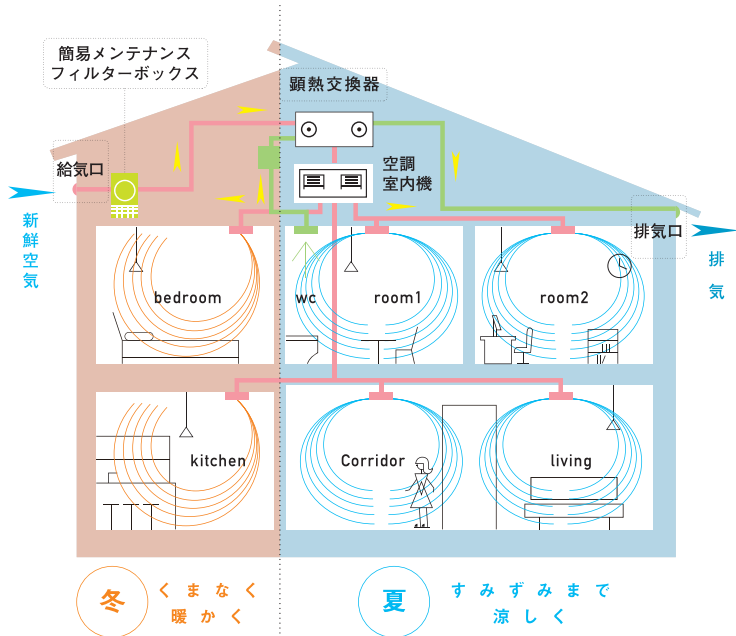 簡易メンテナンス
フィルターボックス
顕熱交換器
給気口
空調
室内機
新鮮空気
排気口
排気
bedroom
wc
room1
room2
kitchen
Corridor
living
冬
くまなく
暖かく
夏
すみずみまで
涼しく